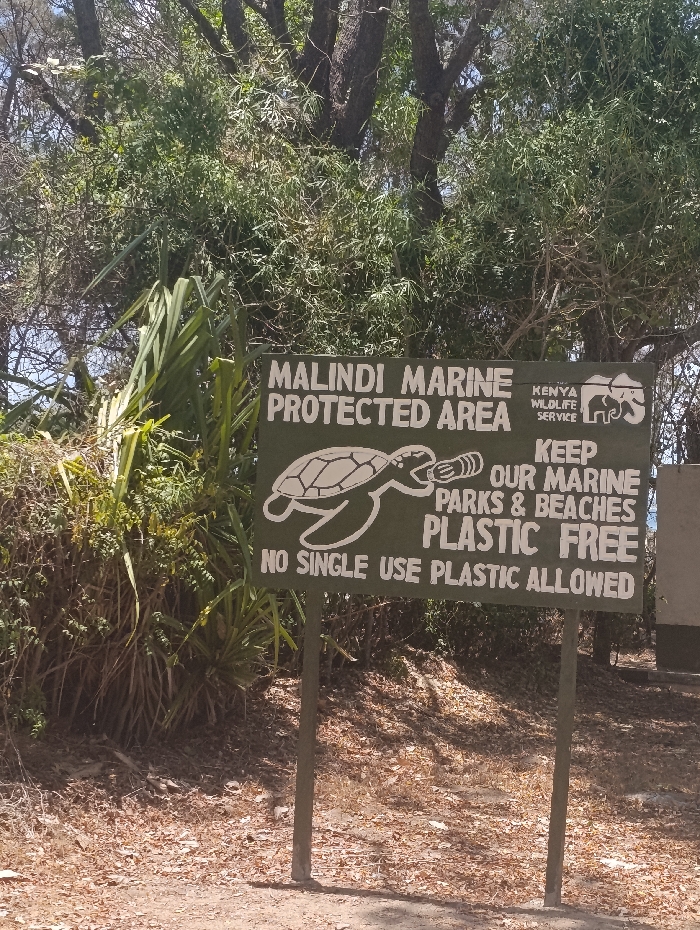 MALINDI MARINE
PROTECTED AREA
KENYA
WILDLIFE
SERVICE
KEEP
OUR MARINE
PARKS & BEACHES
PLASTIC FREE
NO SINGLE USE PLASTIC ALLOWED